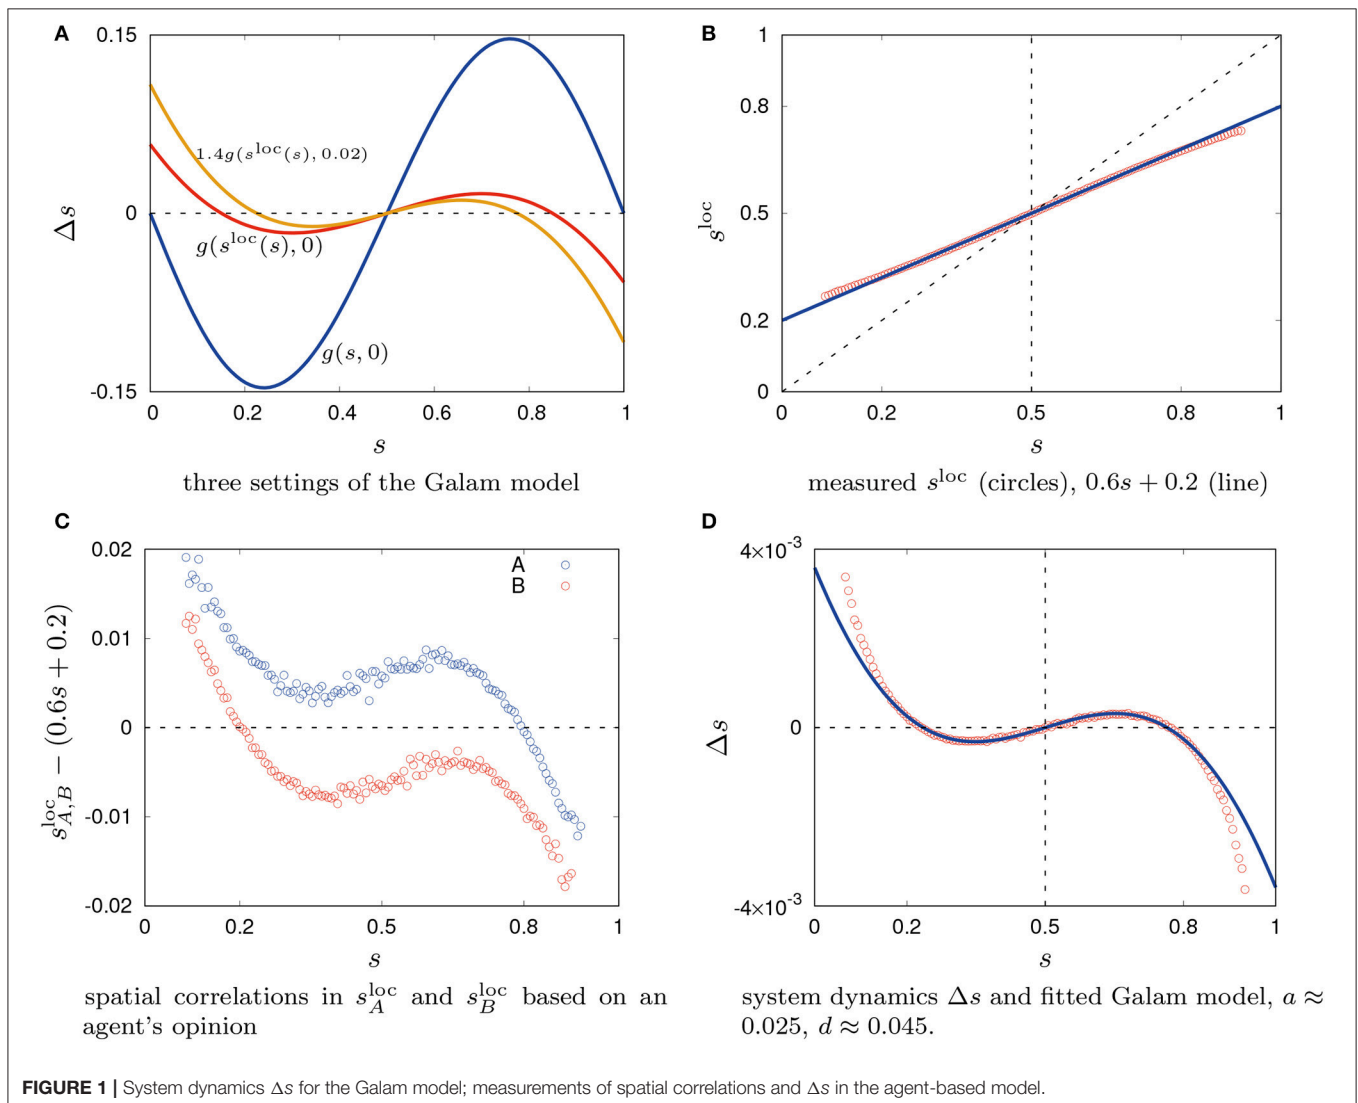 A
0.15
0
-0.15
Δs
1.4g(s^loc(s), 0.02)
g(s^loc(s), 0)
g(s, 0)
0 0.2 0.4 0.6 0.8 1
s
three settings of the Galam model
B
1
0.8
0.5
0.2
0
s^loc
0 0.2 0.5 0.8 1
s
measured s^loc (circles), 0.6s + 0.2 (line)
C
0.02
0.01
0
-0.01
-0.02
s^loc_A,B − (0.6s + 0.2)
A
B
0 0.2 0.5 0.8 1
s
spatial correlations in s^loc_A and s^loc_B based on an
agent's opinion
D
4×10^-3
0
-4×10^-3
Δs
0 0.2 0.5 0.8 1
s
system dynamics Δs and fitted Galam model, a ≈
0.025, d ≈ 0.045.
FIGURE 1 | System dynamics Δs for the Galam model; measurements of spatial correlations and Δs in the agent-based model.